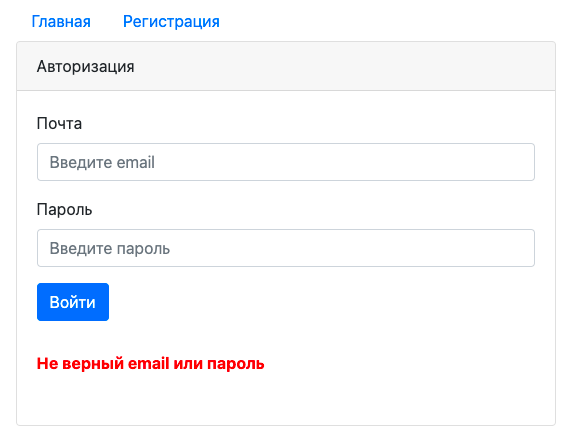 Главная Регистрация
Авторизация
Почта
Введите email
Пароль
Введите пароль
Войти
Не верный email или пароль